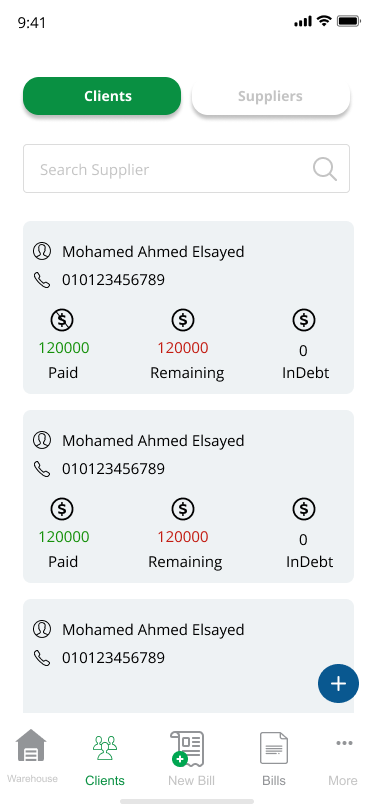 9:41
Clients Suppliers
Search Supplier
Mohamed Ahmed Elsayed
010123456789
120000 120000 0
Paid Remaining InDebt
Mohamed Ahmed Elsayed
010123456789
120000 120000 0
Paid Remaining InDebt
Mohamed Ahmed Elsayed
010123456789
Warehouse Clients New Bill Bills More